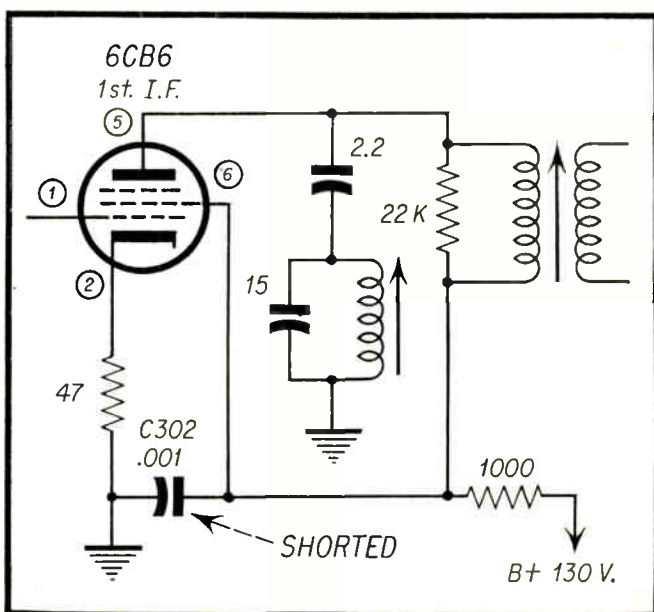 6CB6
1st. I.F.
5
6
1
2
2.2
22 K
15
47
C302
.001
1000
SHORTED
B+ 130 V.